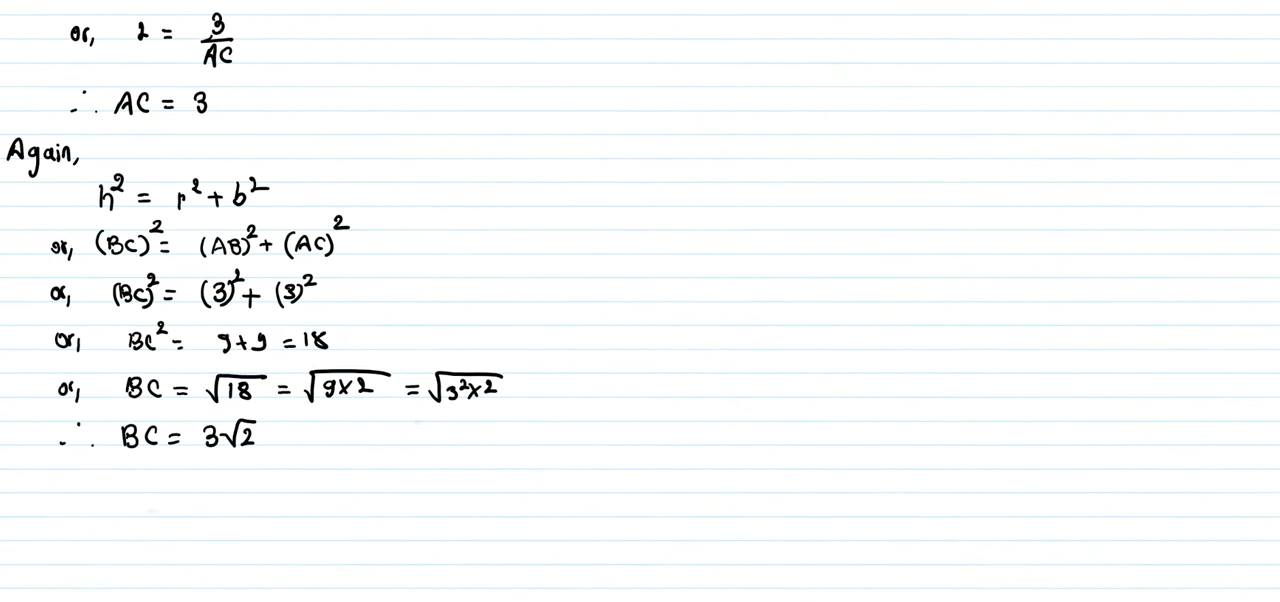 or, 1 = 3/AC
∴ AC = 3
Again,
h² = p² + b²
or, (BC)² = (AB)² + (AC)²
or, (BC)² = (3)² + (3)²
or, BC² = 9+9 = 18
or, BC = √18 = √9×2 = √3²×2
∴ BC = 3√2